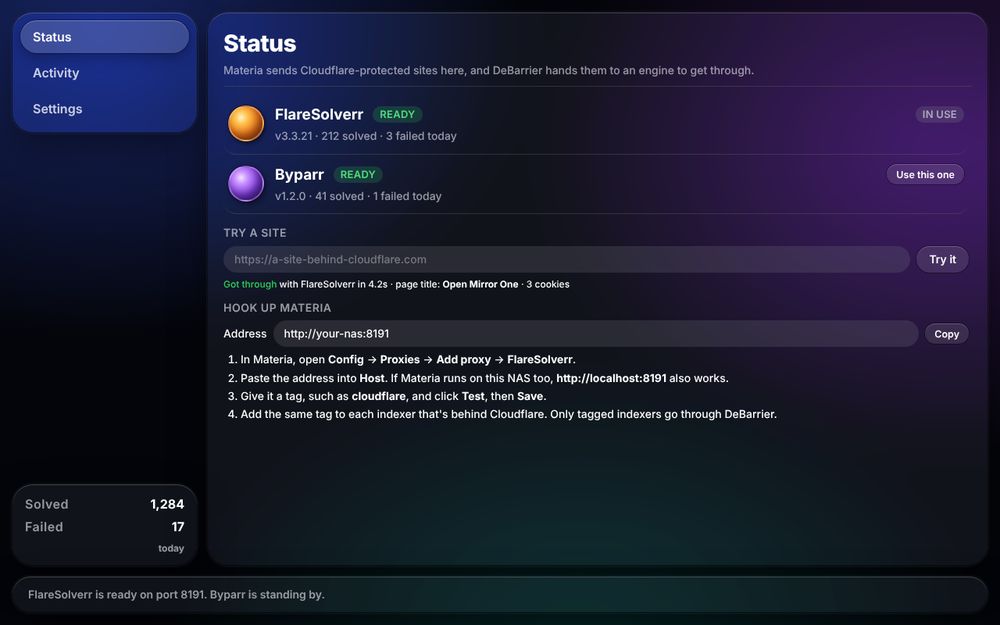 Status
Activity
Settings
Solved 1,284
Failed 17
today
Status
Materia sends Cloudflare-protected sites here, and DeBarrier hands them to an engine to get through.
FlareSolverr READY IN USE
v3.3.21 · 212 solved · 3 failed today
Byparr READY Use this one
v1.2.0 · 41 solved · 1 failed today
TRY A SITE
https://a-site-behind-cloudflare.com Try it
Got through with FlareSolverr in 4.2s · page title: Open Mirror One · 3 cookies
HOOK UP MATERIA
Address http://your-nas:8191 Copy
1. In Materia, open Config → Proxies → Add proxy → FlareSolverr.
2. Paste the address into Host. If Materia runs on this NAS too, http://localhost:8191 also works.
3. Give it a tag, such as cloudflare, and click Test, then Save.
4. Add the same tag to each indexer that's behind Cloudflare. Only tagged indexers go through DeBarrier.
FlareSolverr is ready on port 8191. Byparr is standing by.